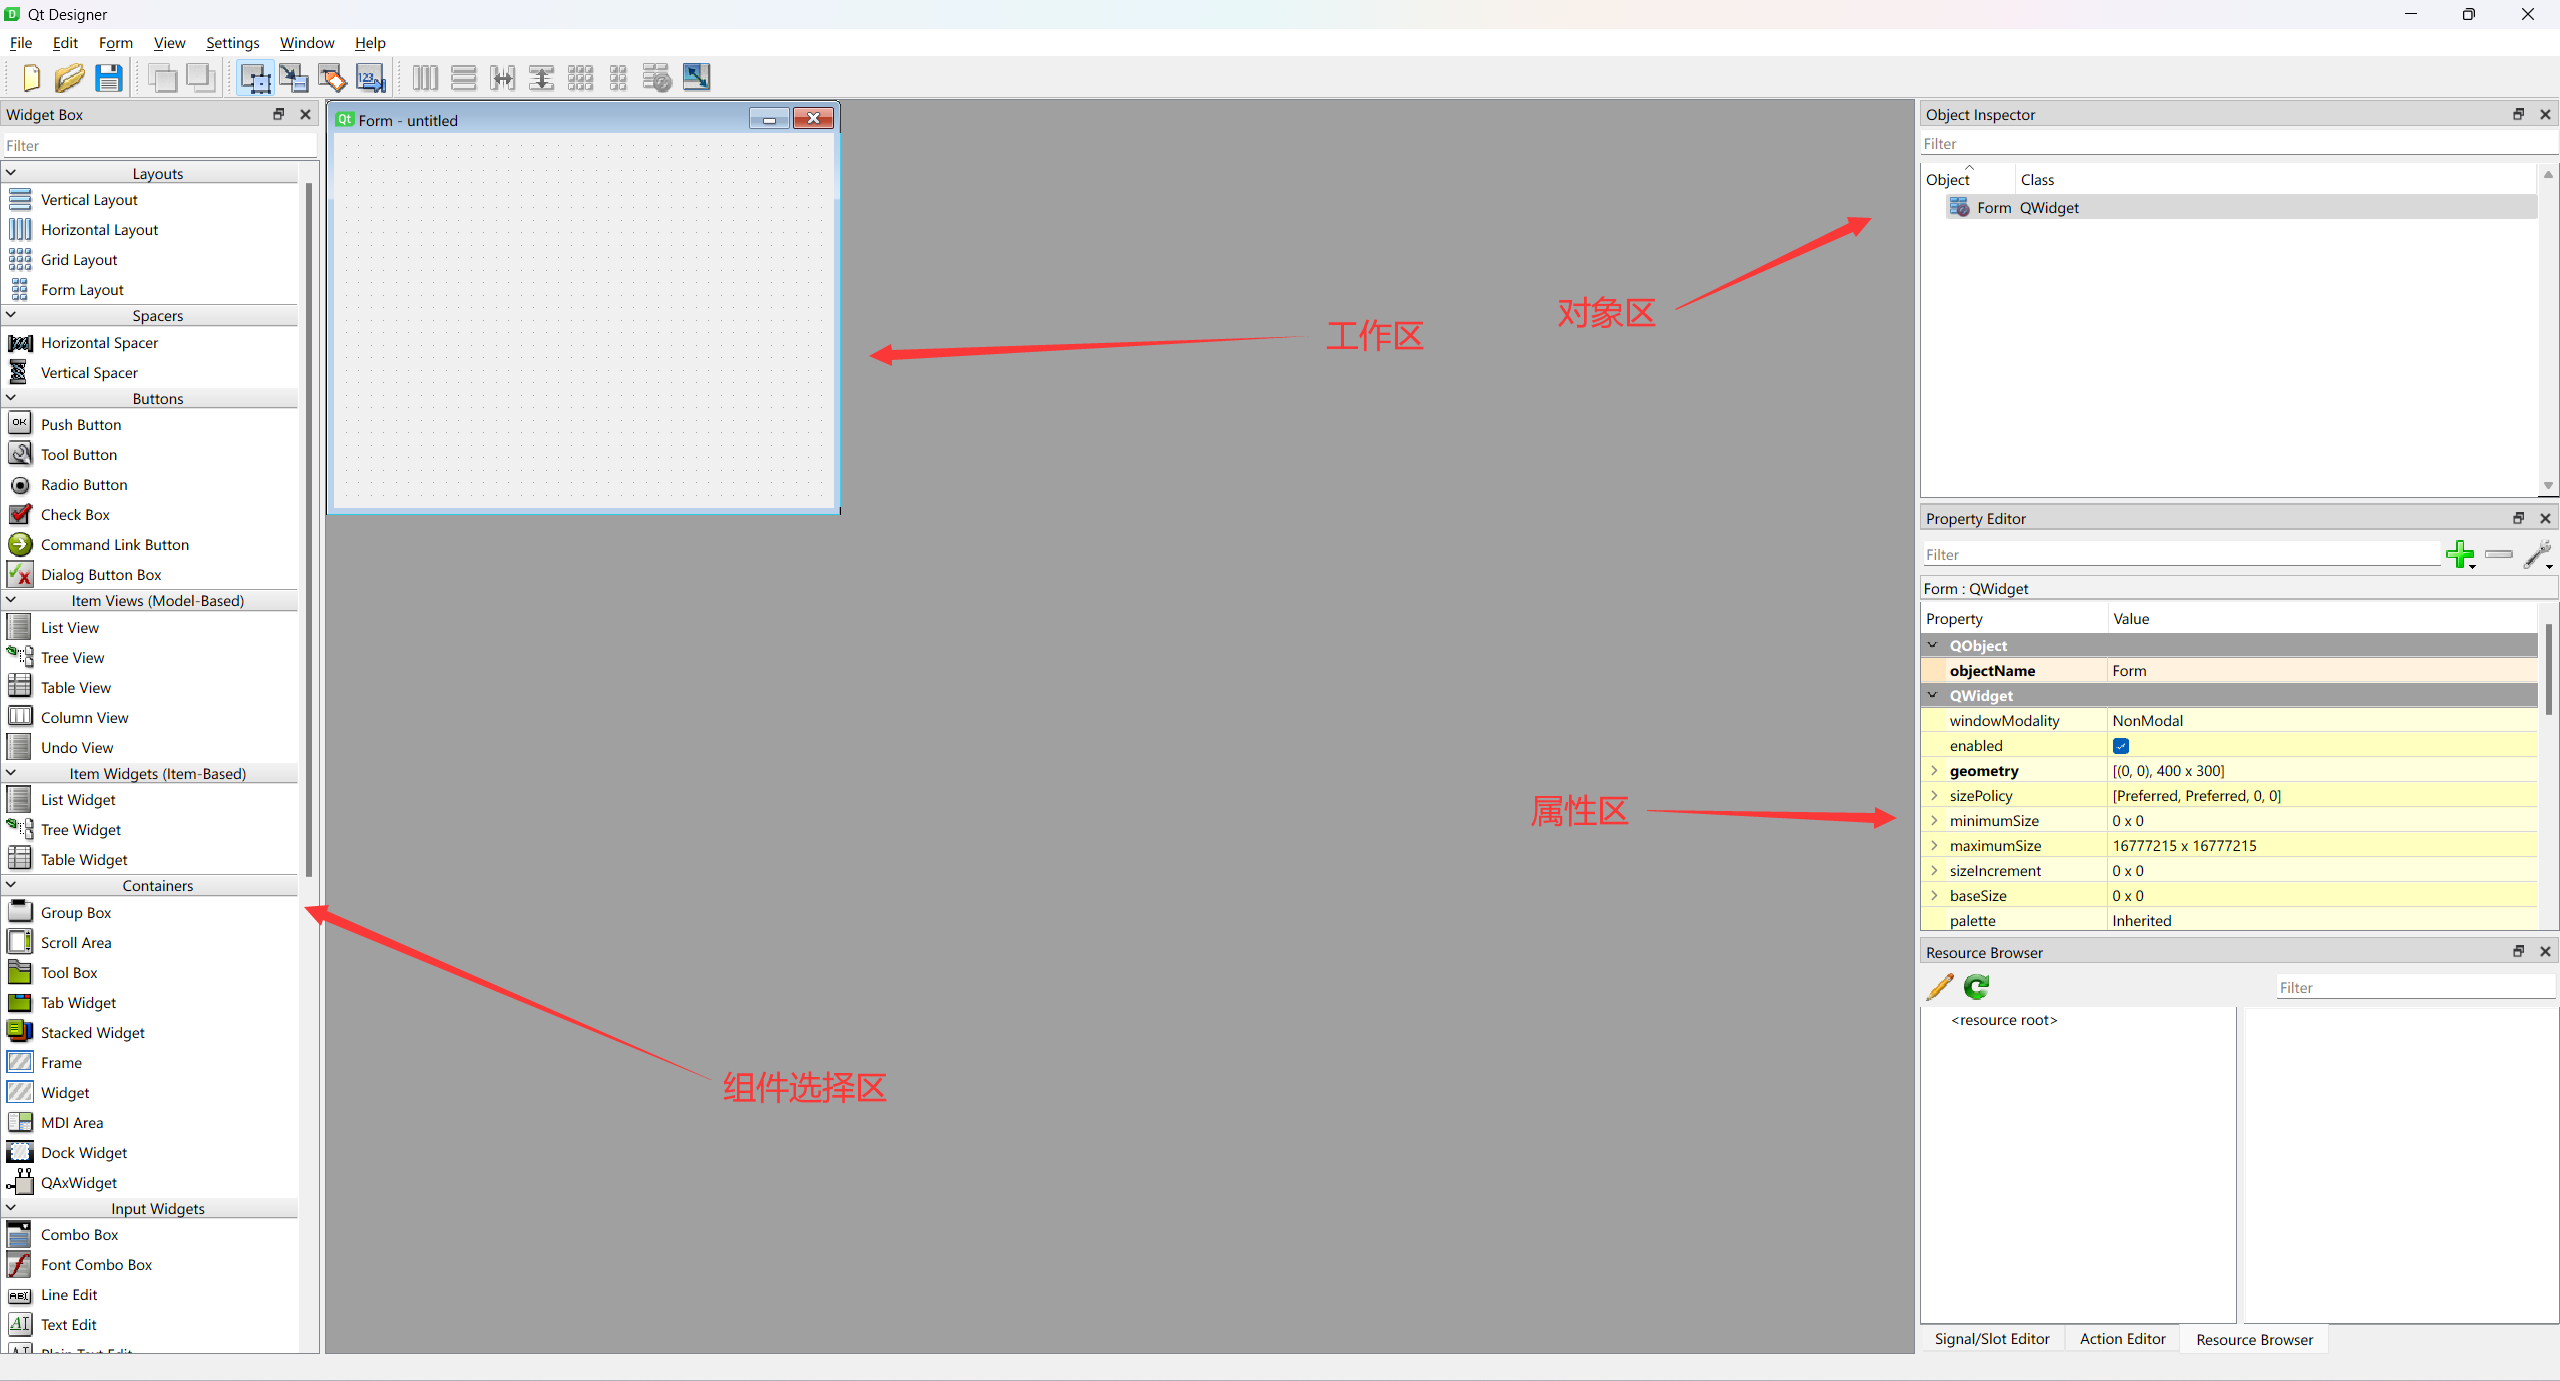 Qt Designer
File Edit Form View Settings Window Help
Widget Box
Filter
Layouts
Vertical Layout
Horizontal Layout
Grid Layout
Form Layout
Spacers
Horizontal Spacer
Vertical Spacer
Buttons
OK Push Button
Tool Button
Radio Button
Check Box
Command Link Button
Dialog Button Box
Item Views (Model-Based)
List View
Tree View
Table View
Column View
Undo View
Item Widgets (Item-Based)
List Widget
Tree Widget
Table Widget
Containers
Group Box
Scroll Area
Tool Box
Tab Widget
Stacked Widget
Frame
Widget
MDI Area
Dock Widget
QAxWidget
Input Widgets
Combo Box
Font Combo Box
Line Edit
Text Edit
Plain Text Edit
Form - untitled
工作区
对象区
属性区
组件选择区
Object Inspector
Filter
Object Class
Form QWidget
Property Editor
Filter
Form : QWidget
Property Value
QObject
objectName Form
QWidget
windowModality NonModal
enabled
geometry [(0, 0), 400 x 300]
sizePolicy [Preferred, Preferred, 0, 0]
minimumSize 0 x 0
maximumSize 16777215 x 16777215
sizeIncrement 0 x 0
baseSize 0 x 0
palette Inherited
Resource Browser
Filter
<resource root>
Signal/Slot Editor Action Editor Resource Browser